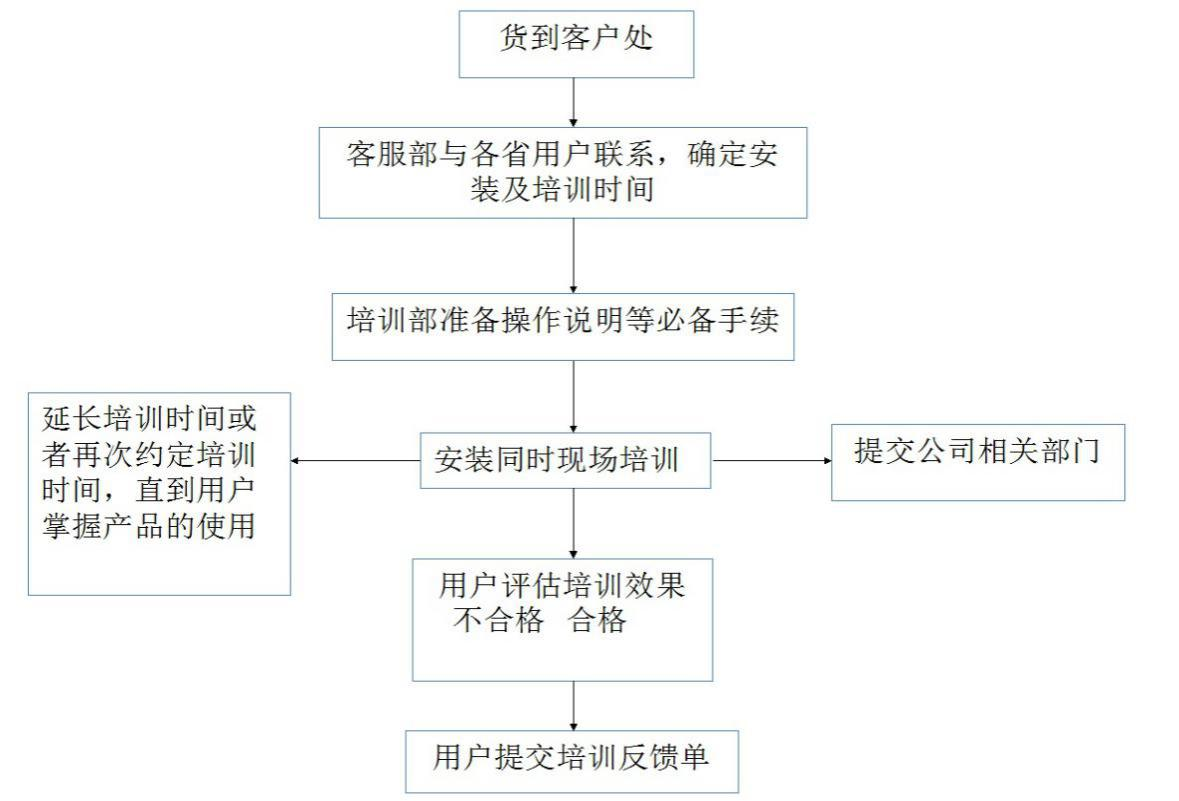 货到客户处
客服部与各省用户联系，确定安
装及培训时间
培训部准备操作说明等必备手续
延长培训时间或
者再次约定培训
时间，直到用户
掌握产品的使用
安装同时现场培训
提交公司相关部门
用户评估培训效果
不合格 合格
用户提交培训反馈单